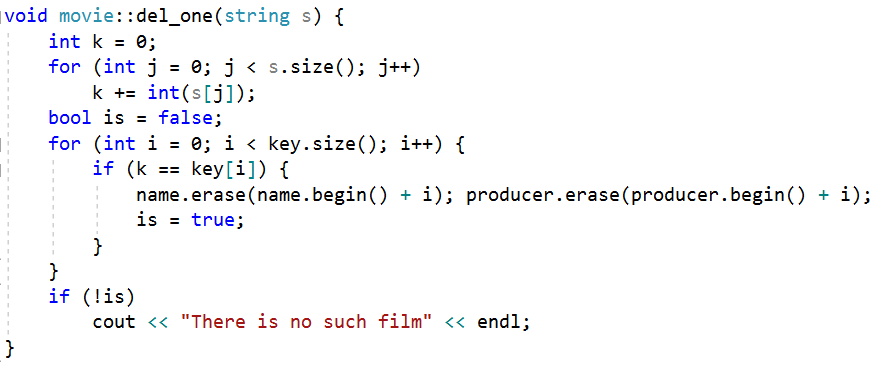 void movie::del_one(string s) {
    int k = 0;
    for (int j = 0; j < s.size(); j++)
        k += int(s[j]);
    bool is = false;
    for (int i = 0; i < key.size(); i++) {
        if (k == key[i]) {
            name.erase(name.begin() + i); producer.erase(producer.begin() + i);
            is = true;
        }
    }
    if (!is)
        cout << "There is no such film" << endl;
}